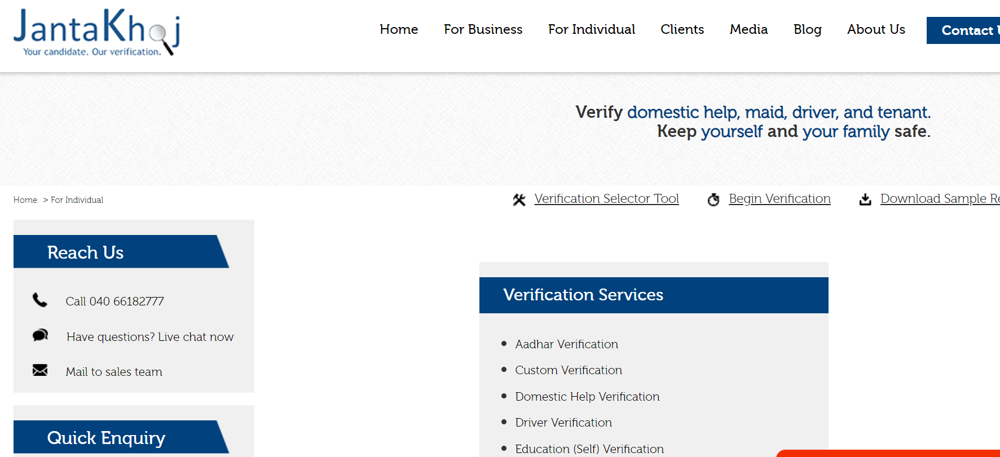 JantaKhoj
Your candidate. Our verification.
Home For Business For Individual Clients Media Blog About Us Contact
Verify domestic help, maid, driver, and tenant.
Keep yourself and your family safe.
Home > For Individual
Verification Selector Tool Begin Verification Download Sample
Reach Us
Call 040 66182777
Have questions? Live chat now
Mail to sales team
Quick Enquiry
Verification Services
• Aadhar Verification
• Custom Verification
• Domestic Help Verification
• Driver Verification
• Education (Self) Verification